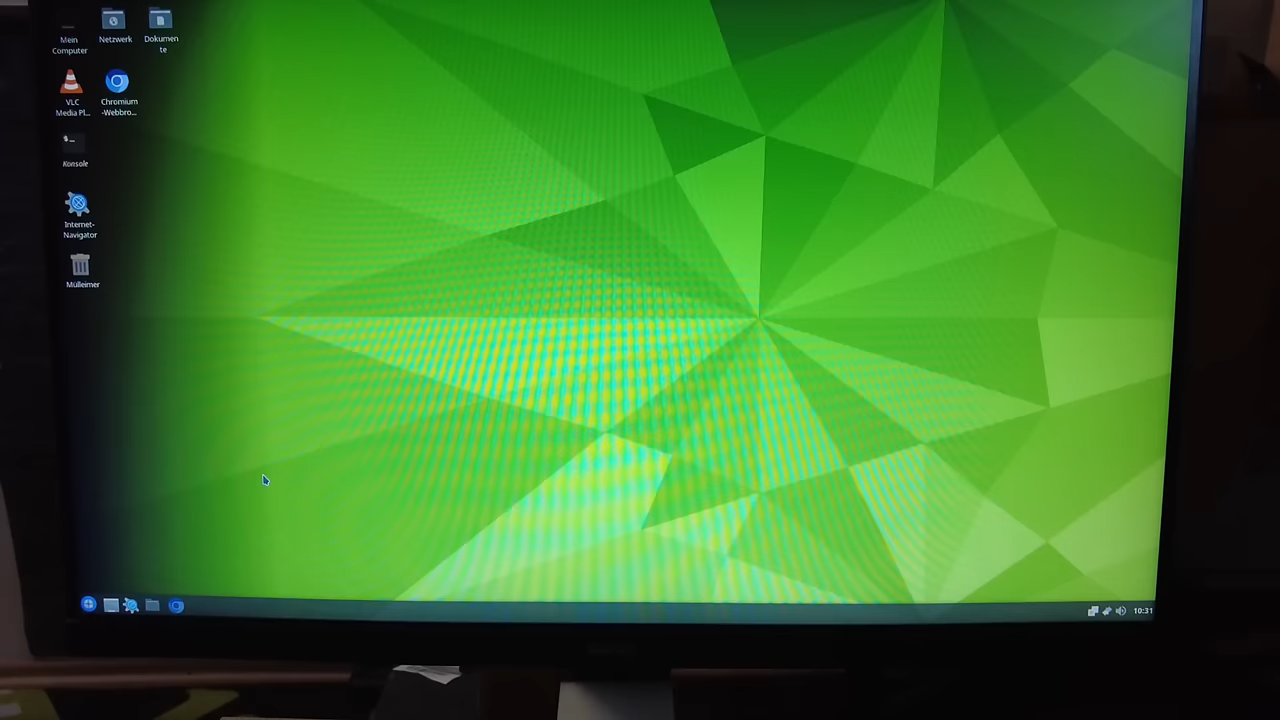 Mein
Computer
Netzwerk
Dokumen
te
VLC
Media Pl...
Chromium
-Webbro...
Konsole
Internet-
Navigator
Mülleimer
10:31